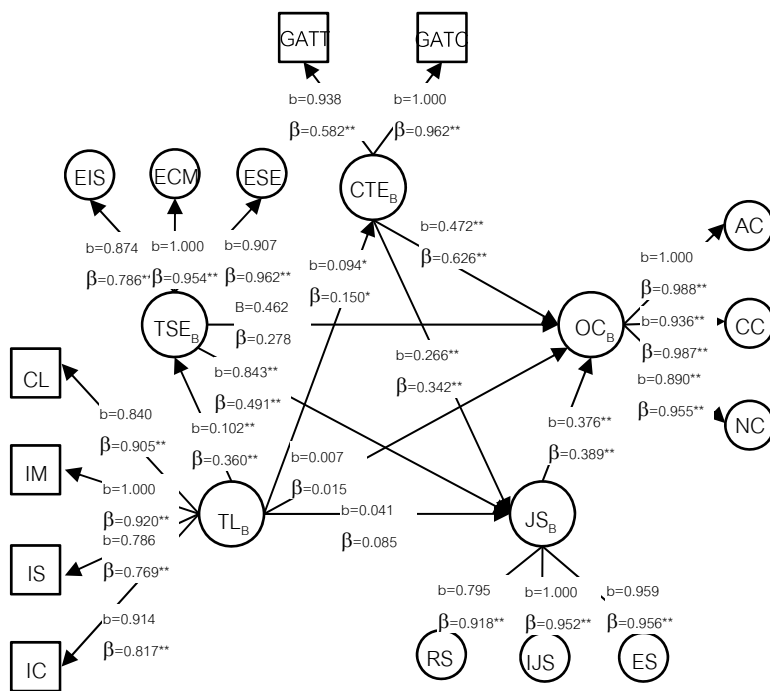 GATT
GATC
b=0.938
b=1.000
β=0.582**
β=0.962**
EIS
ECM
ESE
CTE_B
AC
b=0.472**
b=0.874
b=1.000
b=0.907
b=1.000
β=0.626**
b=0.094*
β=0.988**
β=0.786**
β=0.954**
β=0.962**
β=0.150*
TSE_B
B=0.462
OC_B
b=0.936**
CC
β=0.278
β=0.987**
b=0.266**
CL
b=0.843**
β=0.342**
b=0.890**
β=0.491**
β=0.955**
b=0.840
b=0.102**
b=0.376**
NC
β=0.905**
β=0.360**
b=0.007
β=0.389**
IM
β=0.015
b=1.000
TL_B
b=0.041
JS_B
β=0.920**
β=0.085
b=0.786
IS
β=0.769**
b=0.795
b=1.000
b=0.959
b=0.914
β=0.918**
β=0.952**
β=0.956**
β=0.817**
IC
RS
IJS
ES